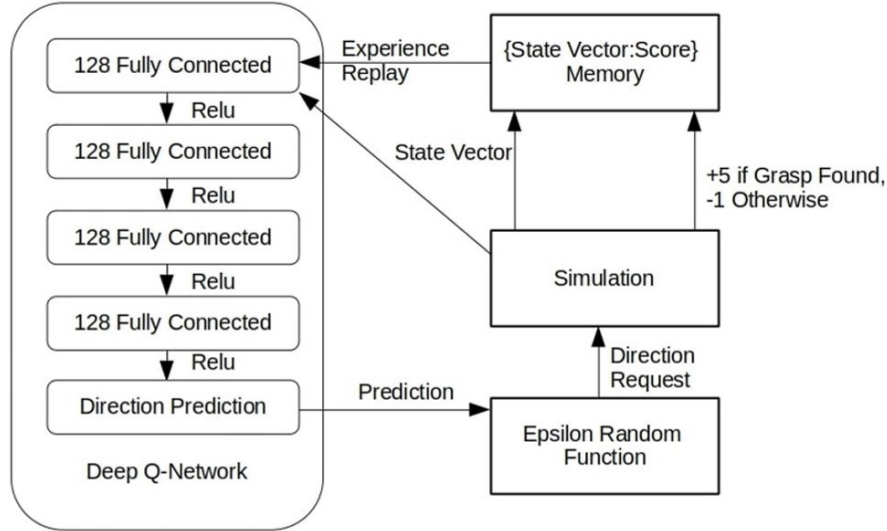 128 Fully Connected
Relu
128 Fully Connected
Relu
128 Fully Connected
Relu
128 Fully Connected
Relu
Direction Prediction
Deep Q-Network
Experience
Replay
{State Vector:Score}
Memory
State Vector
+5 if Grasp Found,
-1 Otherwise
Simulation
Direction
Request
Prediction
Epsilon Random
Function